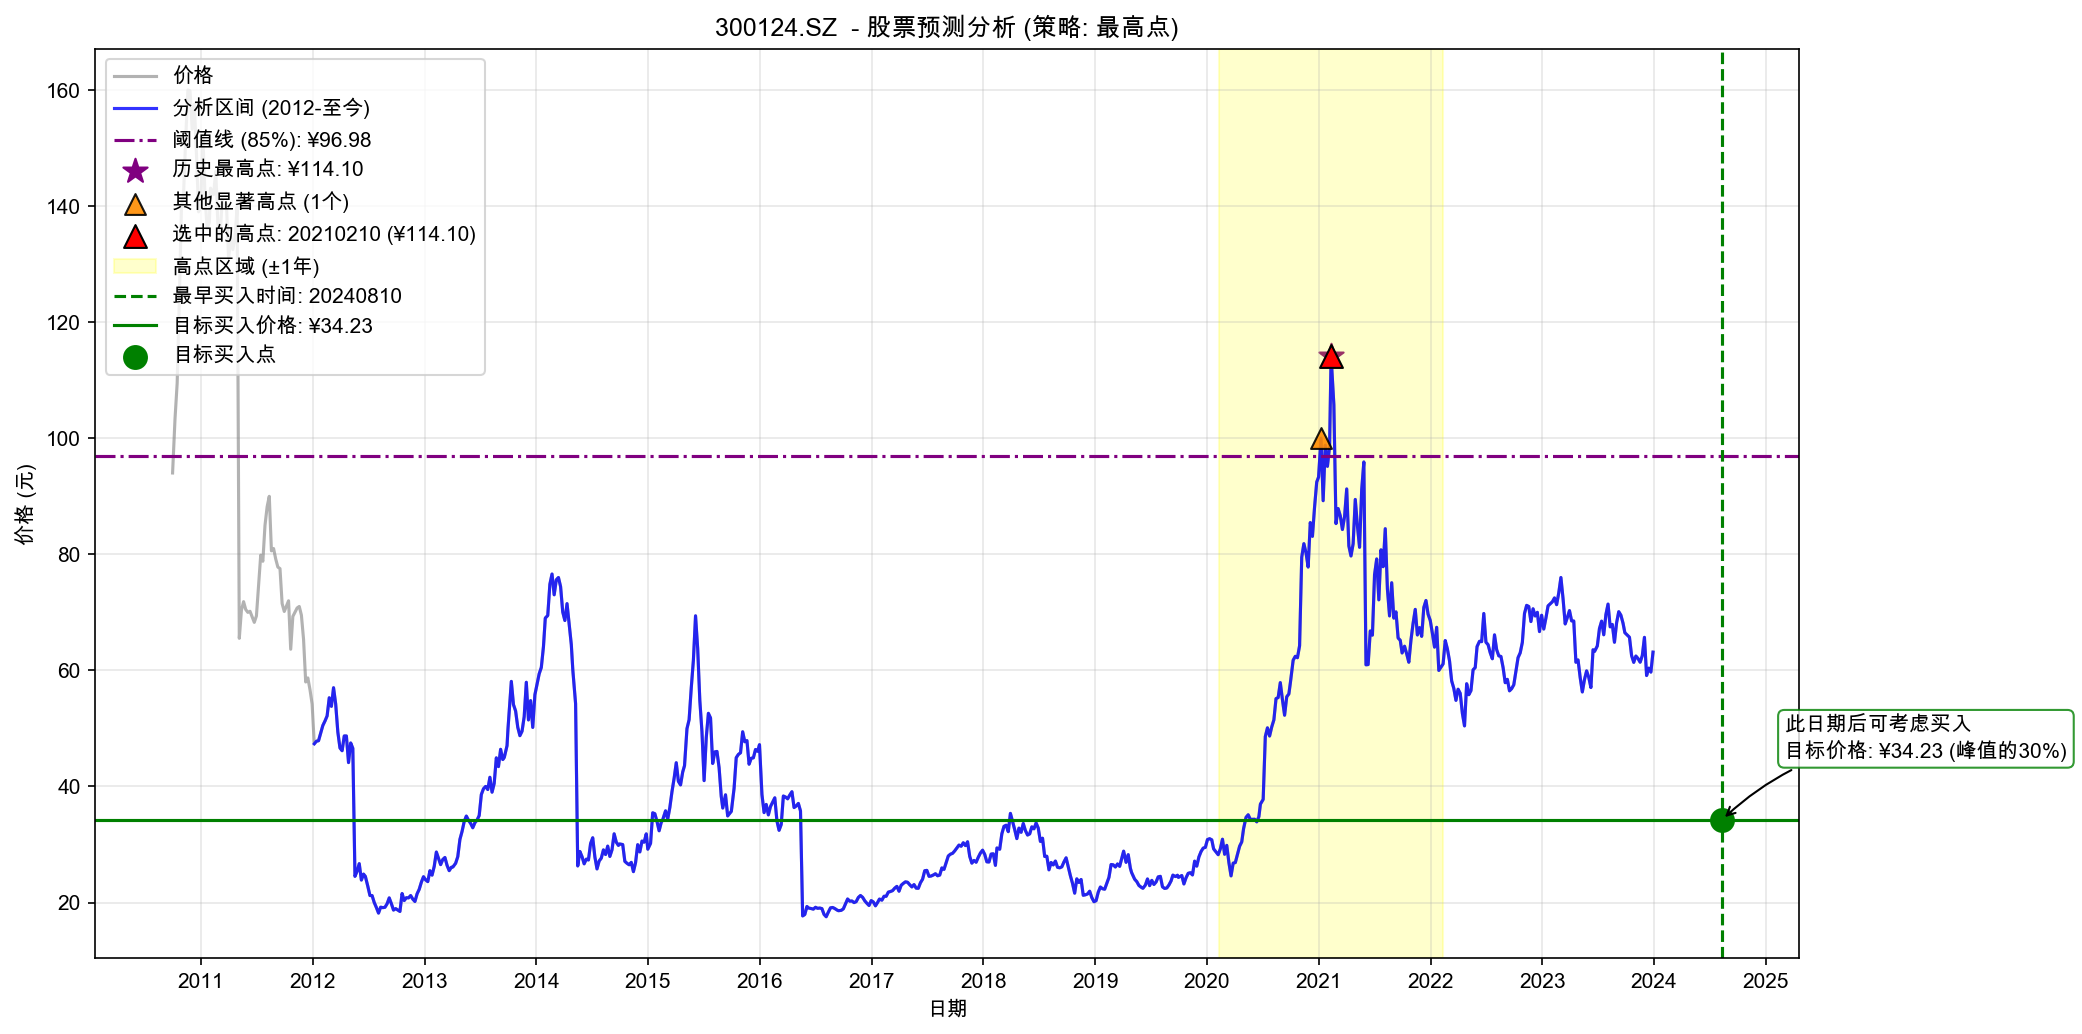 300124.SZ - 股票预测分析 (策略: 最高点)
价格
分析区间 (2012-至今)
阈值线 (85%): ¥96.98
历史最高点: ¥114.10
其他显著高点 (1个)
选中的高点: 20210210 (¥114.10)
高点区域 (±1年)
最早买入时间: 20240810
目标买入价格: ¥34.23
目标买入点
价格 (元)
160
140
120
100
80
60
40
20
此日期后可考虑买入
目标价格: ¥34.23 (峰值的30%)
2011
2012
2013
2014
2015
2016
2017
2018
2019
2020
2021
2022
2023
2024
2025
日期